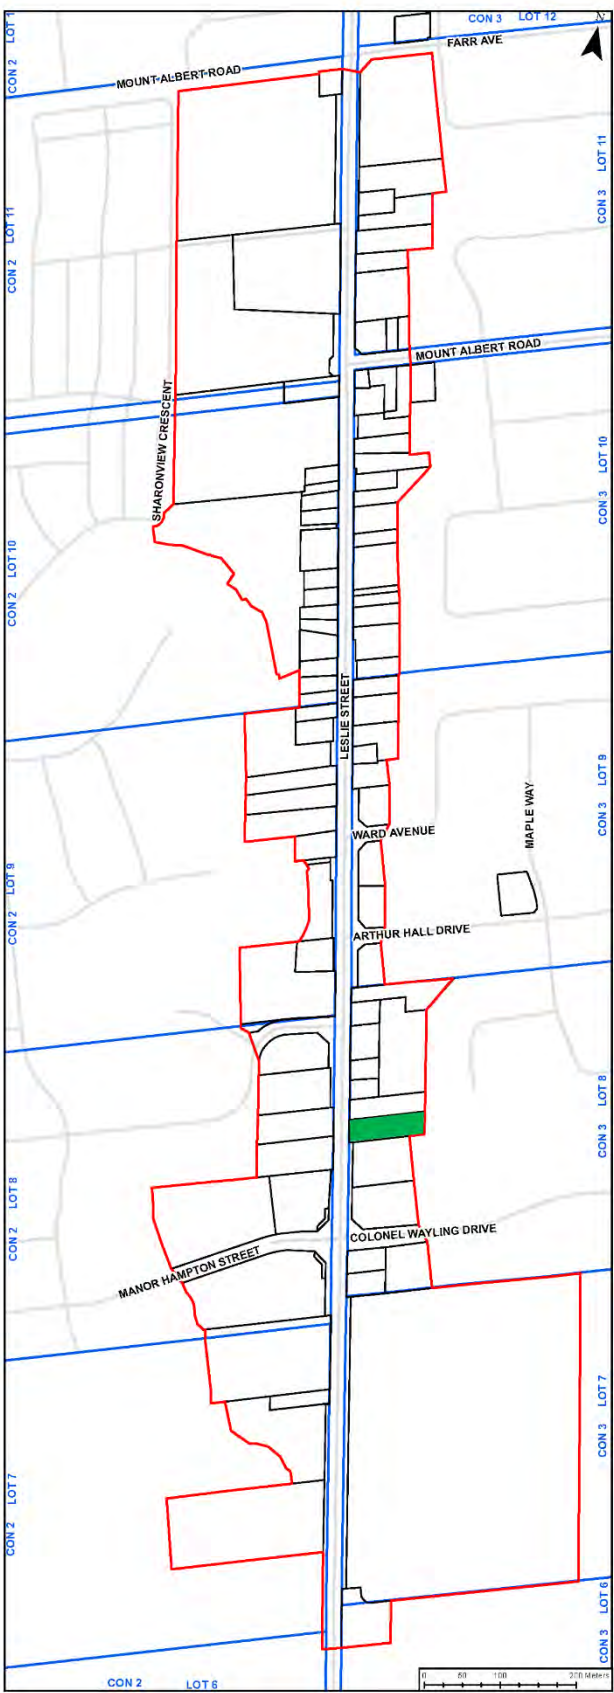 CON 3 LOT 12
N
CON 2 LOT 1
FARR AVE
MOUNT ALBERT ROAD
CON 3 LOT 11
CON 2 LOT 11
MOUNT ALBERT ROAD
SHARONVIEW CRESCENT
CON 3 LOT 10
CON 2 LOT 10
LESLIE STREET
CON 3 LOT 9
MAPLE WAY
WARD AVENUE
CON 2 LOT 9
ARTHUR HALL DRIVE
CON 3 LOT 8
CON 2 LOT 8
COLONEL WAYLING DRIVE
MANOR HAMPTON STREET
CON 3 LOT 7
CON 2 LOT 7
CON 3 LOT 6
0 50 100 200 Meters
CON 2 LOT 6